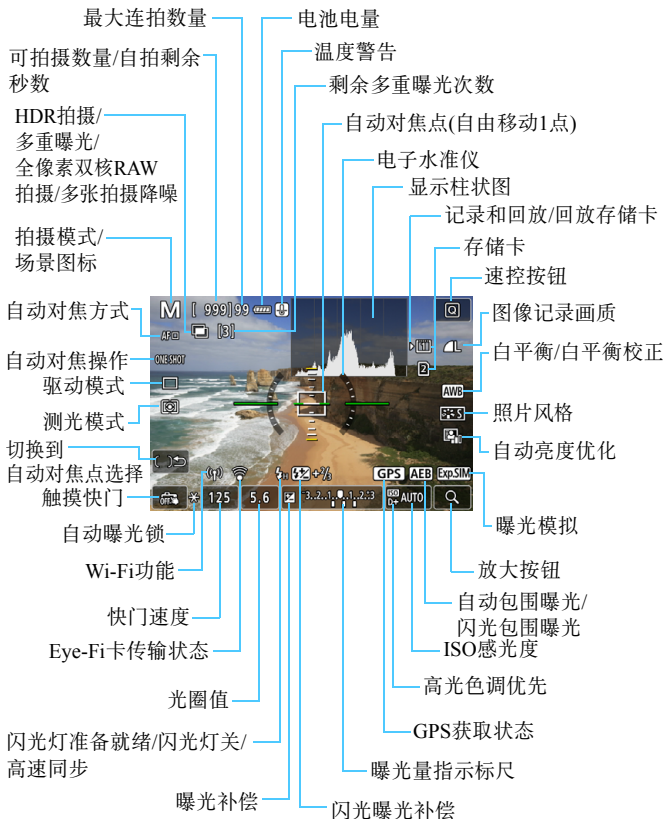 最大连拍数量
电池电量
可拍摄数量/自拍剩余
秒数
温度警告
剩余多重曝光次数
HDR拍摄/
多重曝光/
全像素双核RAW
拍摄/多张拍摄降噪
自动对焦点(自由移动1点)
电子水准仪
显示柱状图
记录和回放/回放存储卡
拍摄模式/
场景图标
存储卡
速控按钮
自动对焦方式
图像记录画质
自动对焦操作
白平衡/白平衡校正
驱动模式
测光模式
照片风格
自动亮度优化
切换到
自动对焦点选择
触摸快门
自动曝光锁
曝光模拟
Wi-Fi功能
放大按钮
快门速度
自动包围曝光/
闪光包围曝光
Eye-Fi卡传输状态
ISO感光度
光圈值
高光色调优先
闪光灯准备就绪/闪光灯关/
高速同步
GPS获取状态
曝光量指示标尺
曝光补偿
闪光曝光补偿
M [ 999] 99
Q
AF
[3]
1
L
ONE SHOT
2
AWB
S
GPS AEB Exp.SIM
OFF
125 5.6
3..2..1..▼..1..2..:3
ISO
D+ AUTO